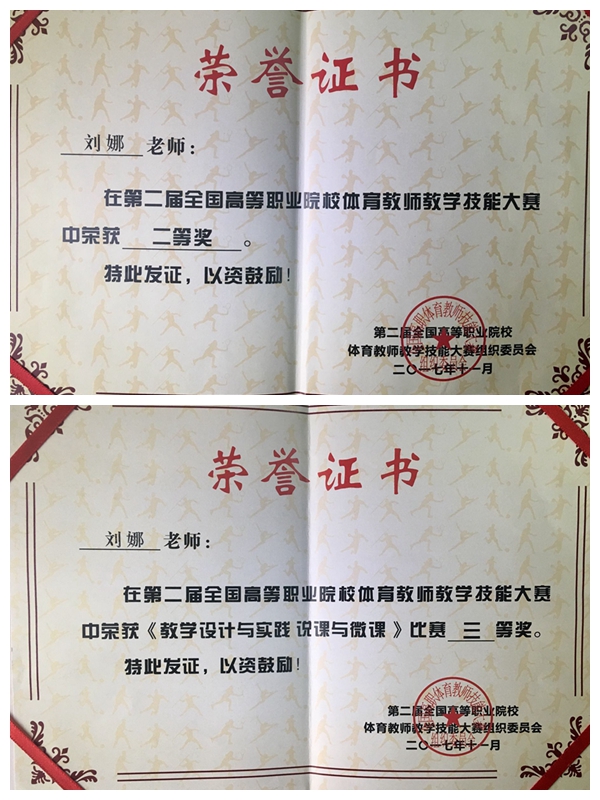 荣誉证书
刘娜 老师：
在第二届全国高等职业院校体育教师教学技能大赛
中荣获 二等奖 。
特此发证，以资鼓励！
第二届全国高等职业院校
体育教师教学技能大赛组织委员会
二〇一七年十一月
荣誉证书
刘娜 老师：
在第二届全国高等职业院校体育教师教学技能大赛
中荣获《教学设计与实践 说课与微课》比赛 三 等奖。
特此发证，以资鼓励！
第二届全国高等职业院校
体育教师教学技能大赛组织委员会
二〇一七年十一月